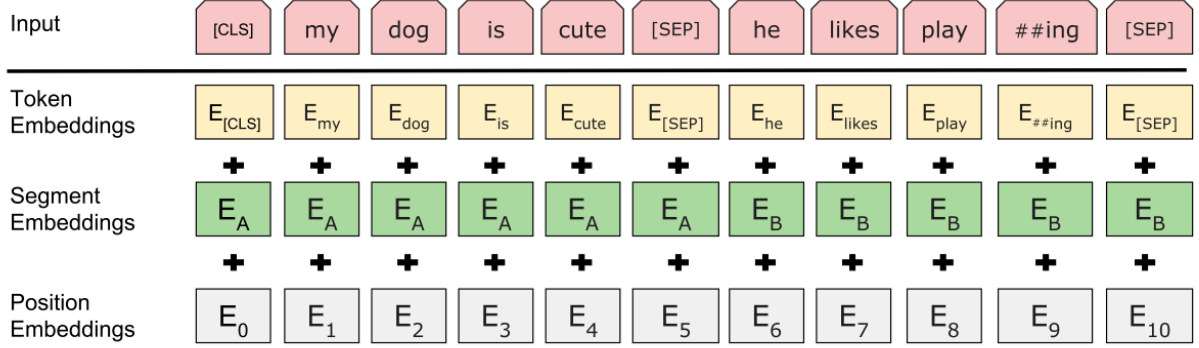 Input [CLS] my dog is cute [SEP] he likes play ##ing [SEP]
Token Embeddings E[CLS] Emy Edog Eis Ecute E[SEP] Ehe Elikes Eplay E##ing E[SEP]
+ + + + + + + + + + +
Segment Embeddings EA EA EA EA EA EA EB EB EB EB EB
+ + + + + + + + + + +
Position Embeddings E0 E1 E2 E3 E4 E5 E6 E7 E8 E9 E10